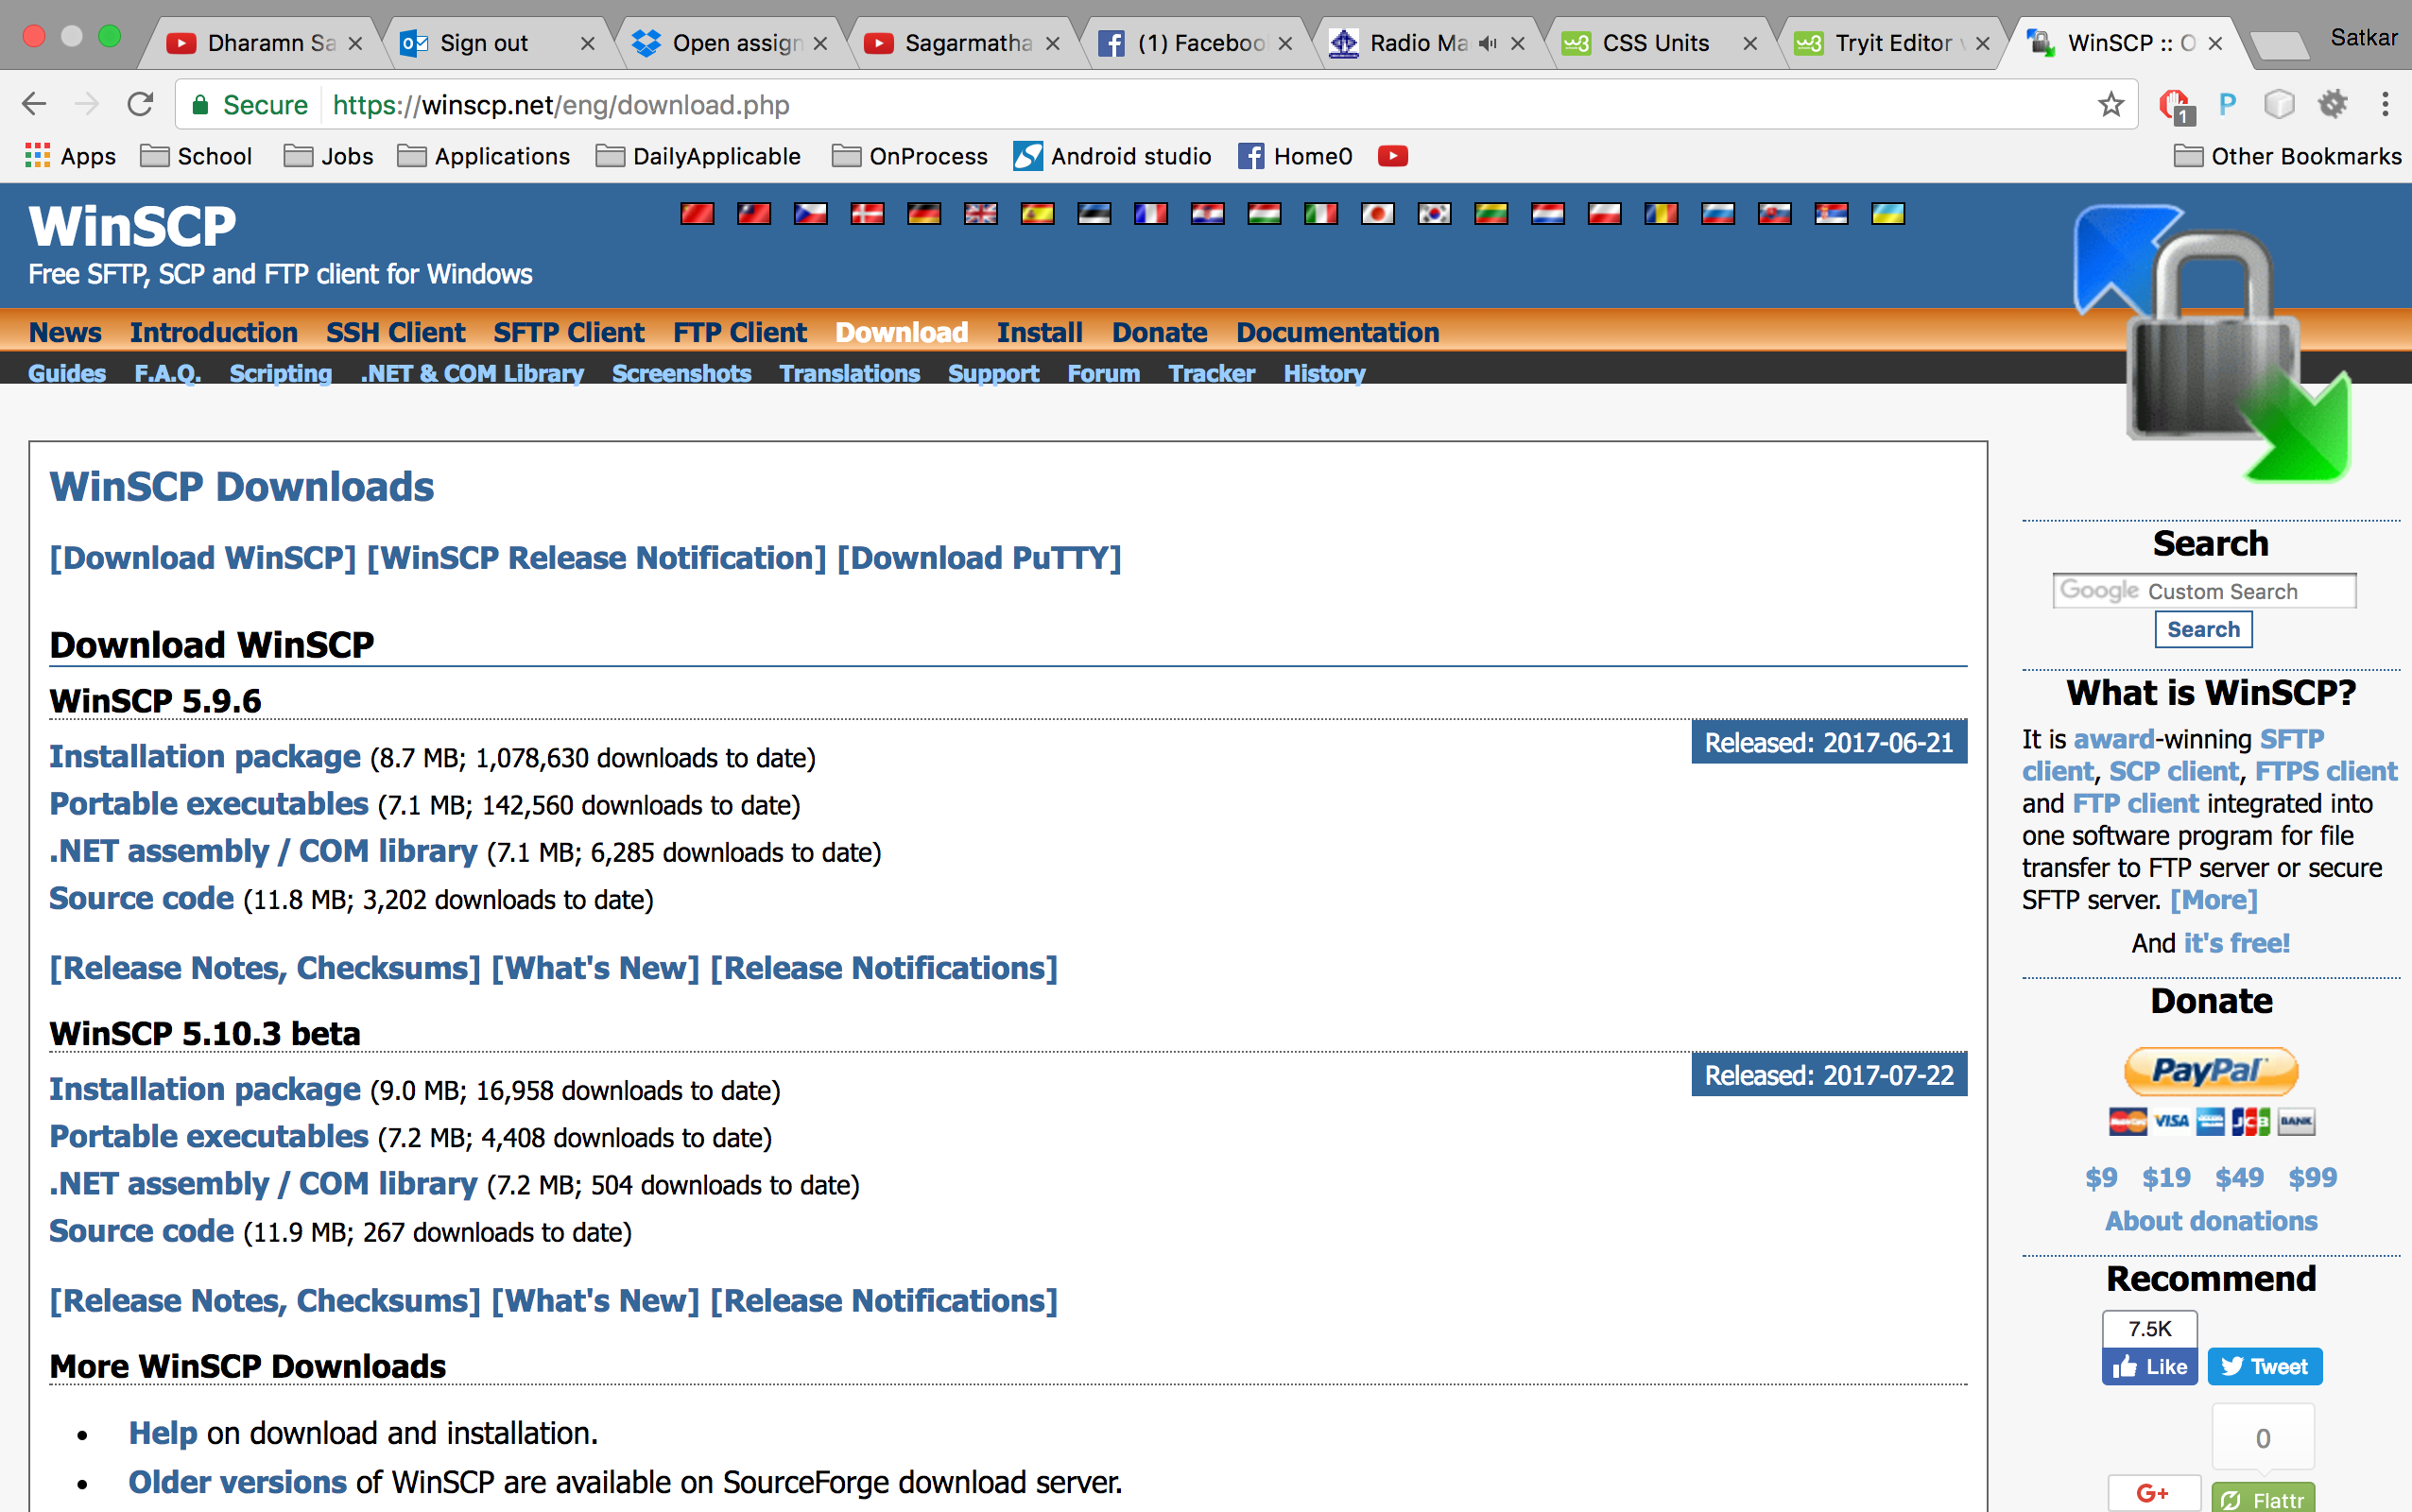 Dharamn Sa
Sign out
Open assign
Sagarmatha
(1) Faceboo
Radio Ma
CSS Units
Tryit Editor
WinSCP :: O
Satkar
Secure https://winscp.net/eng/download.php
1
Apps School Jobs Applications DailyApplicable OnProcess Android studio Home0 Other Bookmarks
WinSCP
Free SFTP, SCP and FTP client for Windows
News Introduction SSH Client SFTP Client FTP Client Download Install Donate Documentation
Guides F.A.Q. Scripting .NET & COM Library Screenshots Translations Support Forum Tracker History
WinSCP Downloads
[Download WinSCP] [WinSCP Release Notification] [Download PuTTY]
Download WinSCP
WinSCP 5.9.6
Released: 2017-06-21
Installation package (8.7 MB; 1,078,630 downloads to date)
Portable executables (7.1 MB; 142,560 downloads to date)
.NET assembly / COM library (7.1 MB; 6,285 downloads to date)
Source code (11.8 MB; 3,202 downloads to date)
[Release Notes, Checksums] [What's New] [Release Notifications]
WinSCP 5.10.3 beta
Released: 2017-07-22
Installation package (9.0 MB; 16,958 downloads to date)
Portable executables (7.2 MB; 4,408 downloads to date)
.NET assembly / COM library (7.2 MB; 504 downloads to date)
Source code (11.9 MB; 267 downloads to date)
[Release Notes, Checksums] [What's New] [Release Notifications]
More WinSCP Downloads
• Help on download and installation.
• Older versions of WinSCP are available on SourceForge download server.
Search
Google Custom Search
Search
What is WinSCP?
It is award-winning SFTP
client, SCP client, FTPS client
and FTP client integrated into
one software program for file
transfer to FTP server or secure
SFTP server. [More]
And it's free!
Donate
PayPal
VISA JCB BANK
$9 $19 $49 $99
About donations
Recommend
7.5K
Like Tweet
0
G+ Flattr